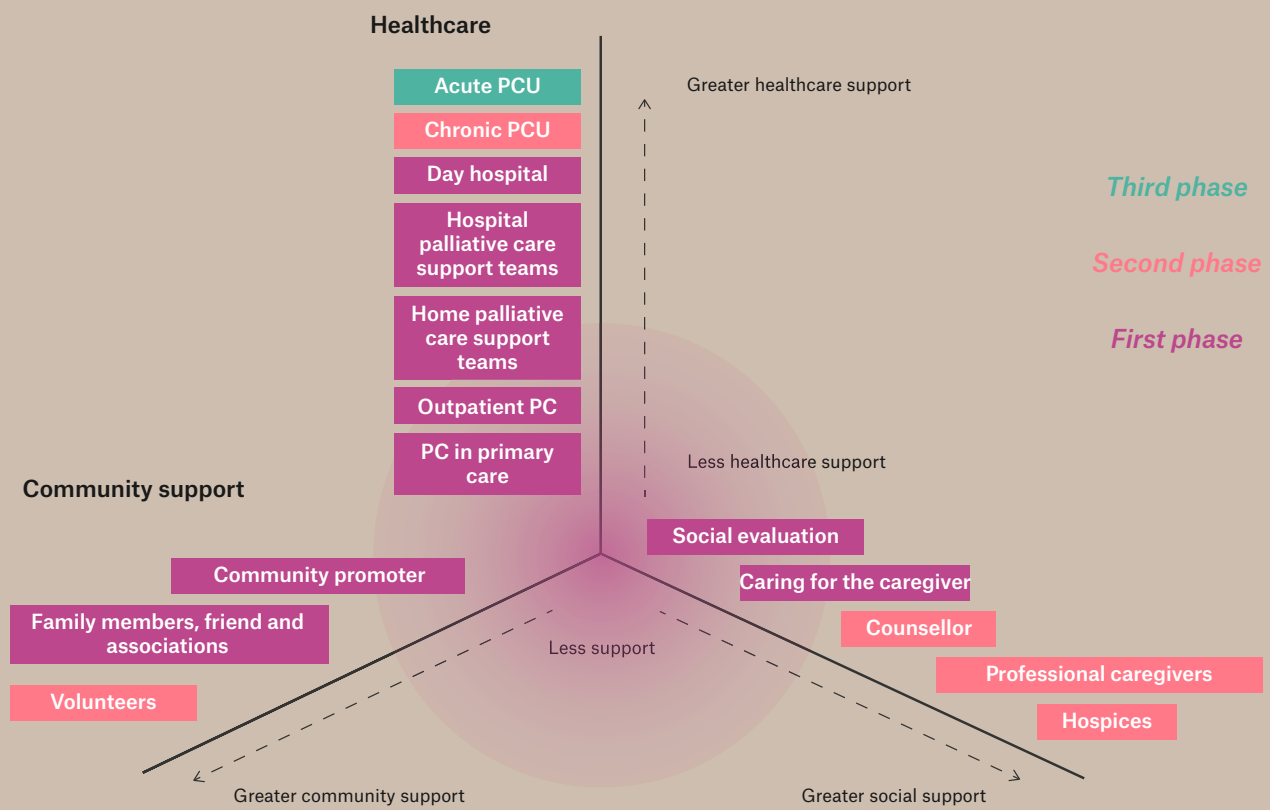 Healthcare
Acute PCU
Greater healthcare support
Chronic PCU
Day hospital
Third phase
Hospital
palliative care
support teams
Second phase
Home palliative
care support
teams
First phase
Outpatient PC
PC in primary
care
Less healthcare support
Community support
Social evaluation
Community promoter
Caring for the caregiver
Family members, friend and
associations
Counsellor
Less support
Professional caregivers
Volunteers
Hospices
Greater community support
Greater social support